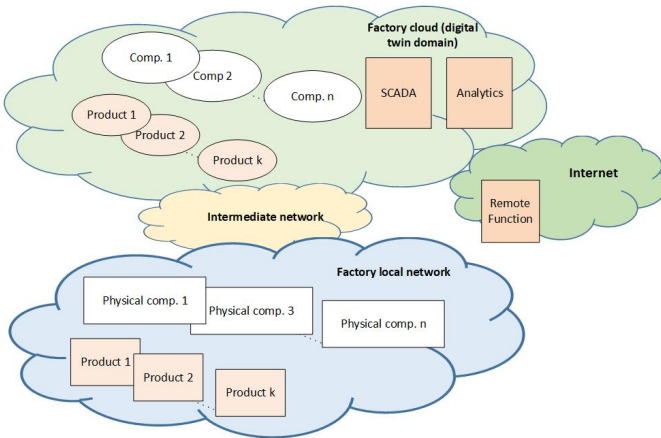 Factory cloud (digital
twin domain)
Comp. 1
Comp 2
Comp. n
SCADA
Analytics
Product 1
Product 2
Product k
Internet
Remote
Function
Intermediate network
Factory local network
Physical comp. 1
Physical comp. 3
Physical comp. n
Product 1
Product 2
Product k